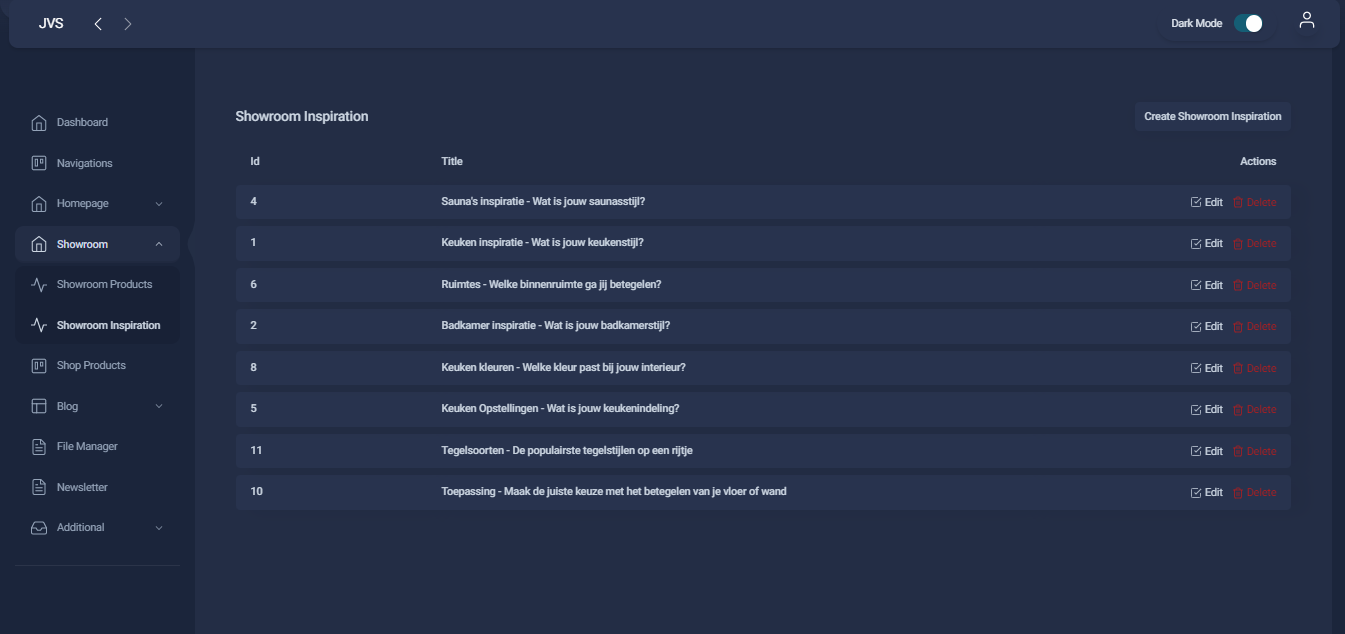 JVS
Dark Mode
Dashboard
Navigations
Homepage
Showroom
Showroom Products
Showroom Inspiration
Shop Products
Blog
File Manager
Newsletter
Additional
Showroom Inspiration
Create Showroom Inspiration
Id Title Actions
4 Sauna's inspiratie - Wat is jouw saunasstijl? Edit Delete
1 Keuken inspiratie - Wat is jouw keukenstijl? Edit Delete
6 Ruimtes - Welke binnenruimte ga jij betegelen? Edit Delete
2 Badkamer inspiratie - Wat is jouw badkamerstijl? Edit Delete
8 Keuken kleuren - Welke kleur past bij jouw interieur? Edit Delete
5 Keuken Opstellingen - Wat is jouw keukenindeling? Edit Delete
11 Tegelsoorten - De populairste tegelstijlen op een rijtje Edit Delete
10 Toepassing - Maak de juiste keuze met het betegelen van je vloer of wand Edit Delete